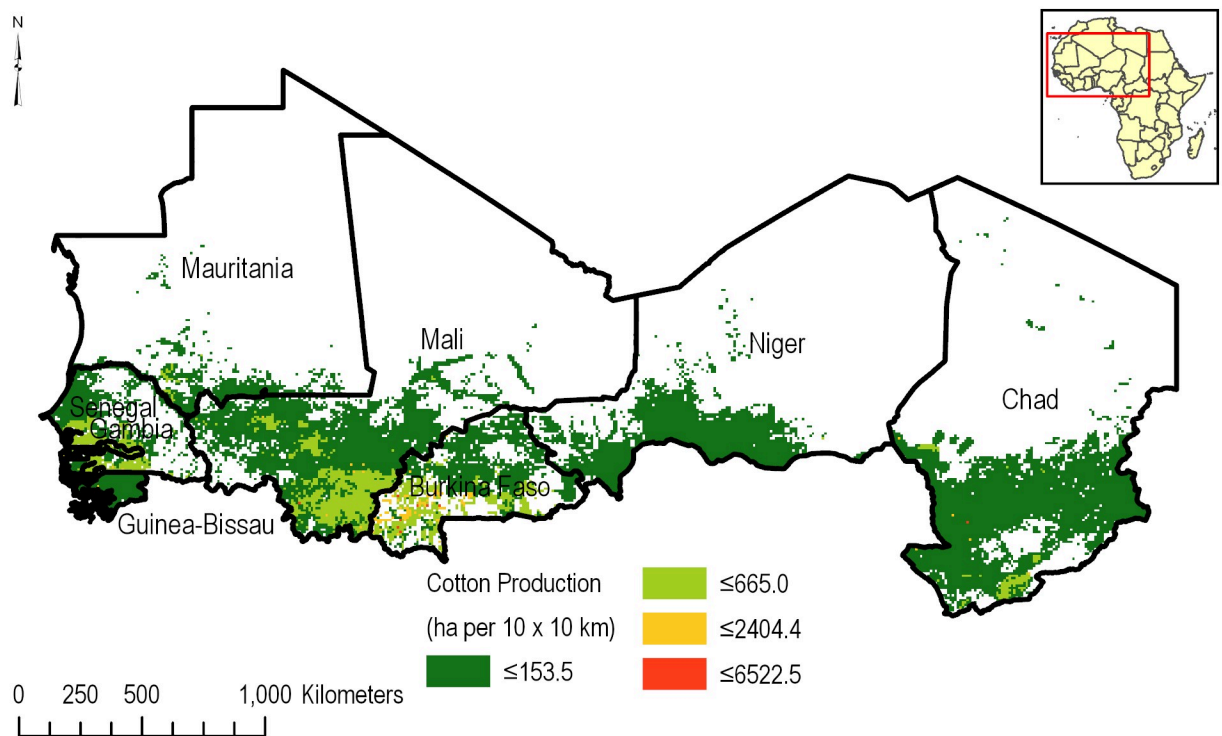 N
Mauritania
Mali
Niger
Chad
Senegal
Gambia
Burkina Faso
Guinea-Bissau
Cotton Production
(ha per 10 x 10 km)
≤153.5
≤665.0
≤2404.4
≤6522.5
0 250 500 1,000 Kilometers